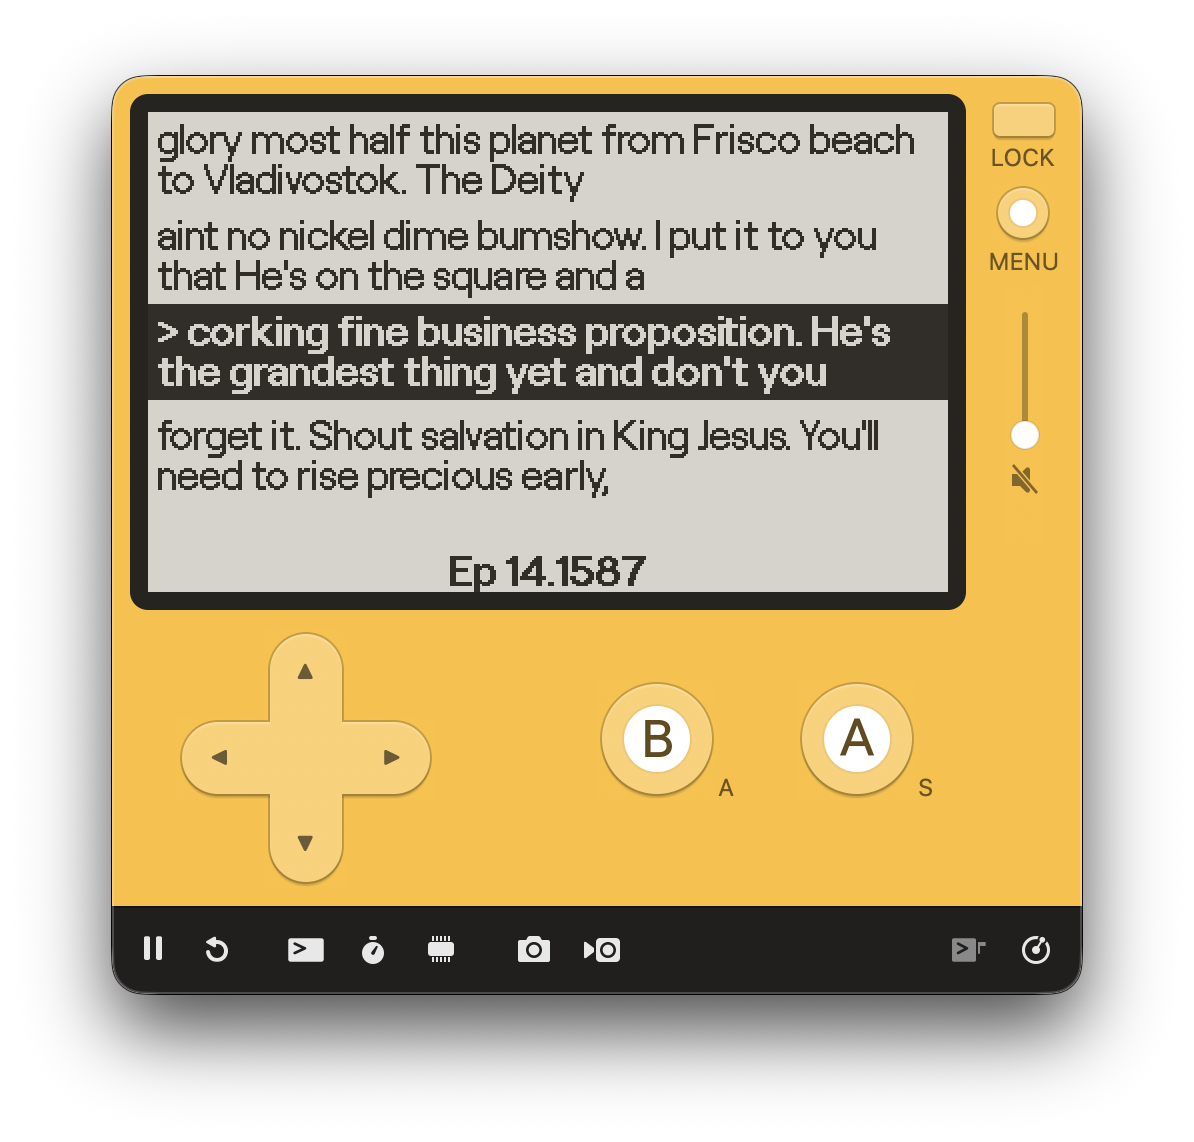 glory most half this planet from Frisco beach
to Vladivostok. The Deity
aint no nickel dime bumshow. I put it to you
that He's on the square and a
> corking fine business proposition. He's
the grandest thing yet and don't you
forget it. Shout salvation in King Jesus. You'll
need to rise precious early,
Ep 14.1587
LOCK
MENU
B
A
A
S